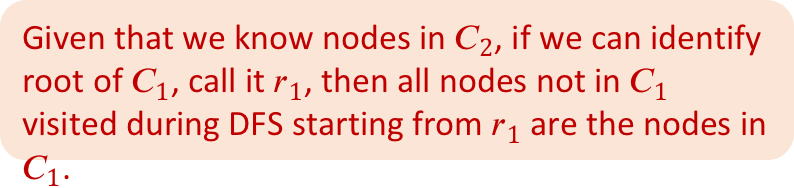 Given that we know nodes in C₂, if we can identify
root of C₁, call it r₁, then all nodes not in C₁
visited during DFS starting from r₁ are the nodes in
C₁.